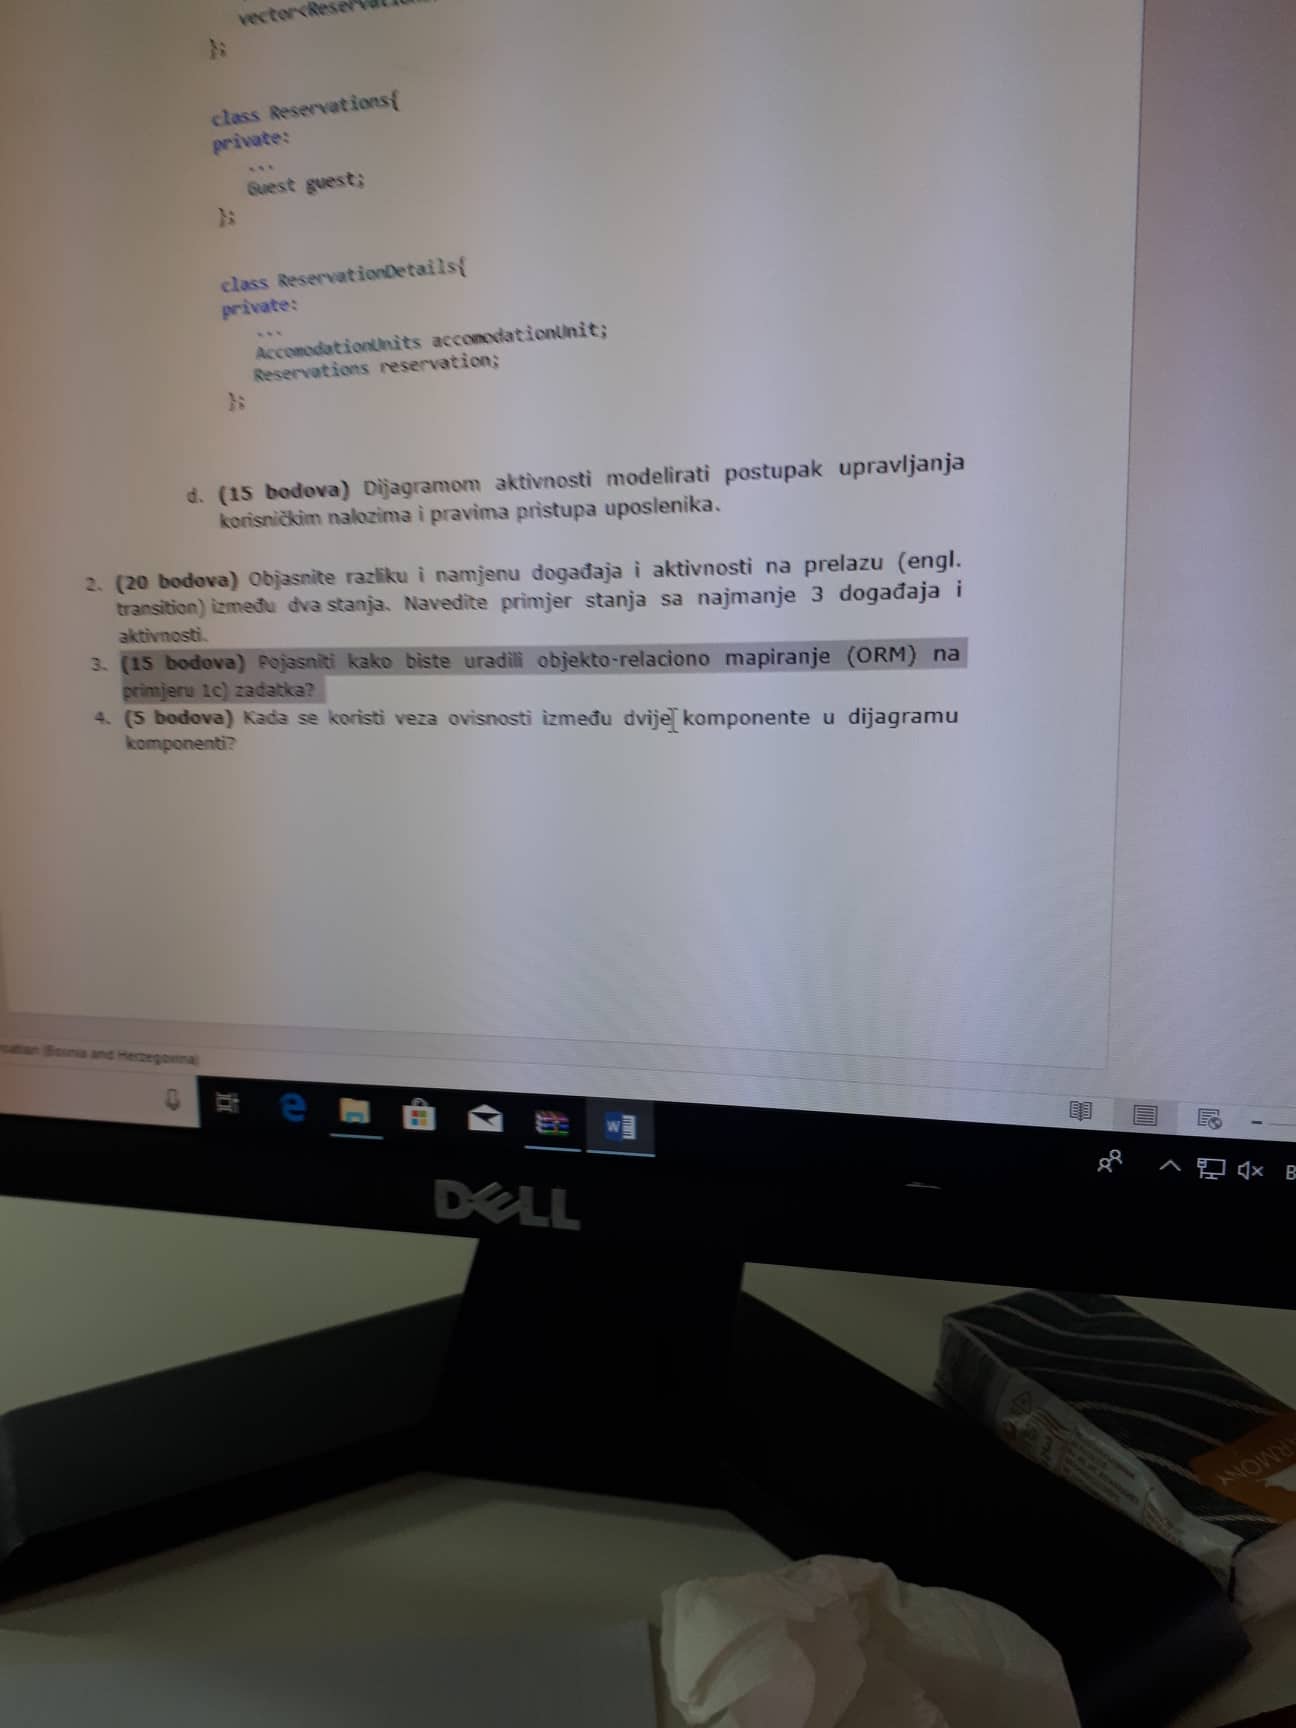 };
class Reservations{
private:
...
Guest guest;
};
class ReservationDetails{
private:
...
AccomodationUnits accomodationUnit;
Reservations reservation;
};
d. (15 bodova) Dijagramom aktivnosti modelirati postupak upravljanja
korisničkim nalozima i pravima pristupa uposlenika.
2. (20 bodova) Objasnite razliku i namjenu događaja i aktivnosti na prelazu (engl.
transition) između dva stanja. Navedite primjer stanja sa najmanje 3 događaja i
aktivnosti.
3. (15 bodova) Pojasniti kako biste uradili objekto-relaciono mapiranje (ORM) na
primjeru 1c) zadatka?
4. (5 bodova) Kada se koristi veza ovisnosti između dvije komponente u dijagramu
komponenti?
(Bosnia and Herzegovina)
W
B
DELL